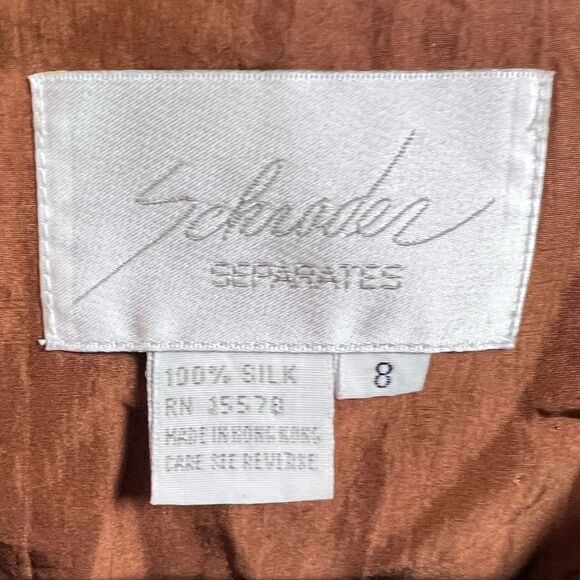 Schrader
SEPARATES
100% SILK
RN 35578
MADE IN HONG KONG
CARE SEE REVERSE
8